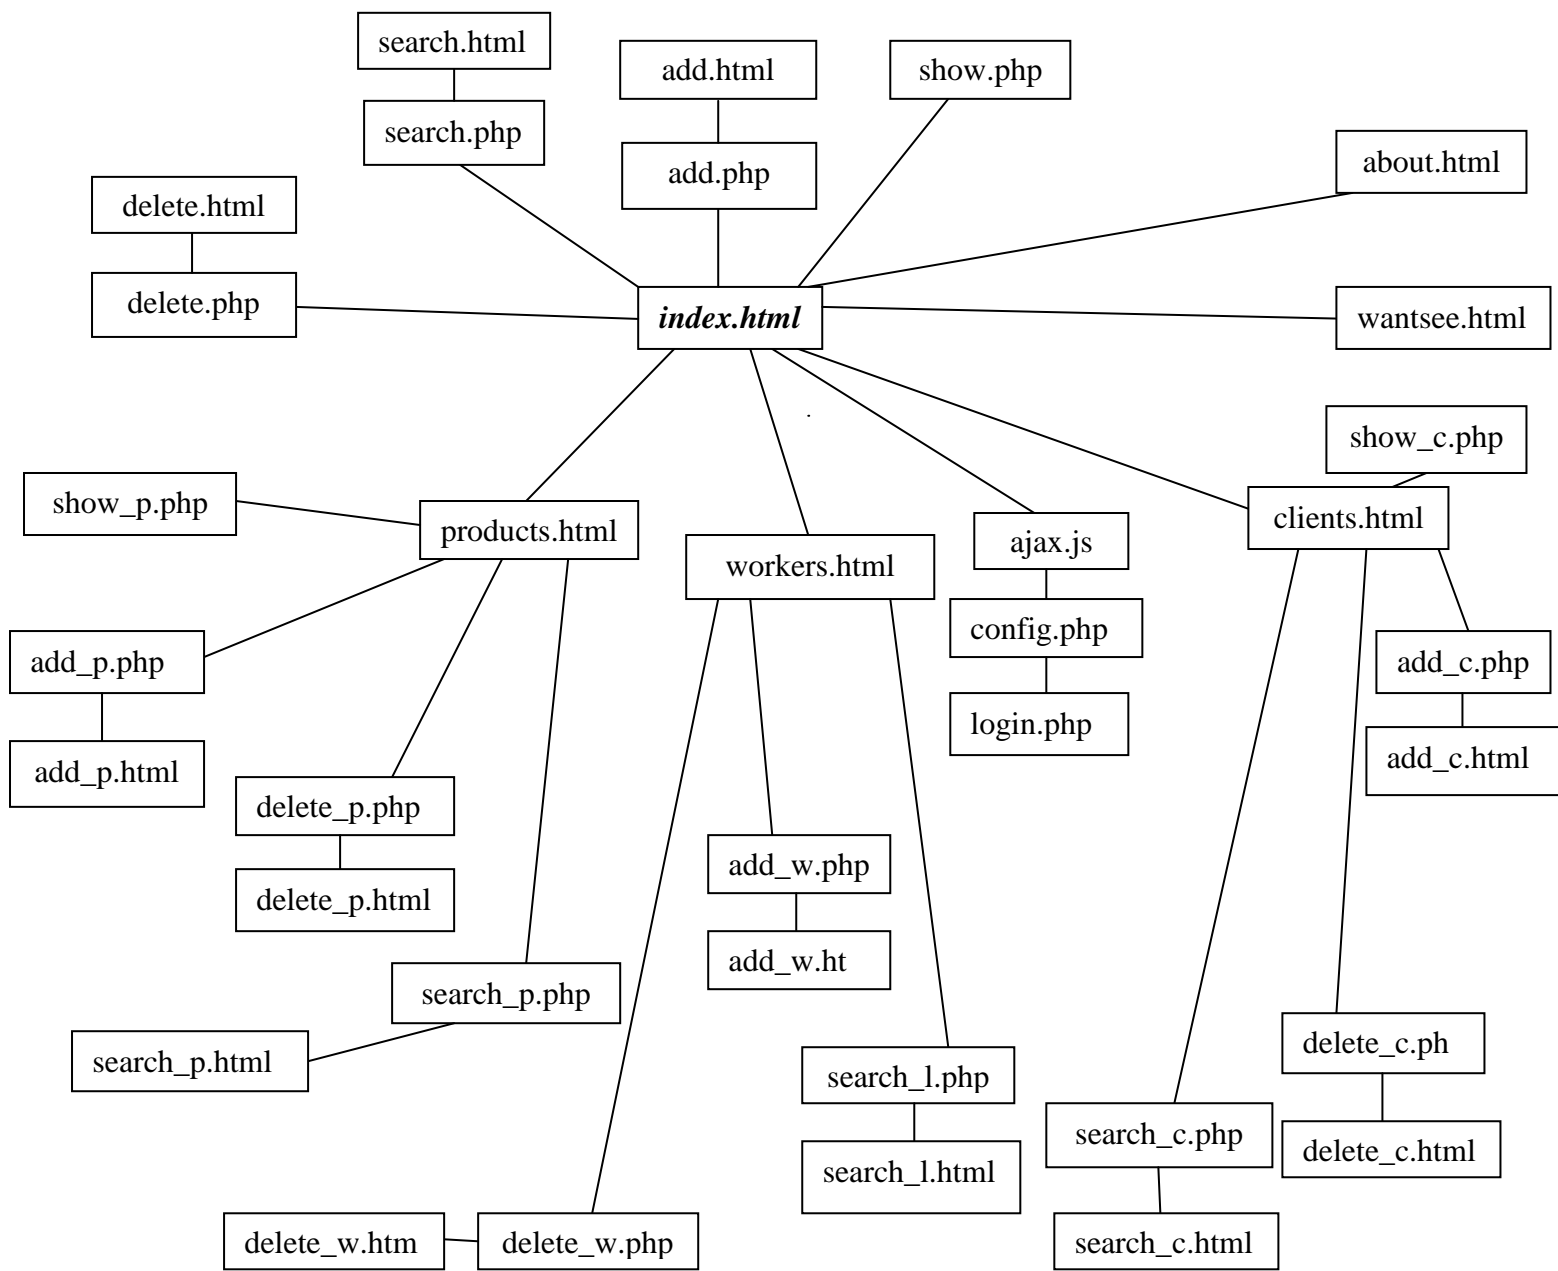 search.html
add.html
show.php
search.php
about.html
add.php
delete.html
delete.php
index.html
wantsee.html
show_c.php
show_p.php
products.html
clients.html
ajax.js
workers.html
config.php
add_p.php
add_c.php
login.php
add_p.html
add_c.html
delete_p.php
add_w.php
delete_p.html
add_w.ht
search_p.php
search_p.html
delete_c.ph
search_l.php
search_c.php
delete_c.html
search_l.html
delete_w.htm
delete_w.php
search_c.html